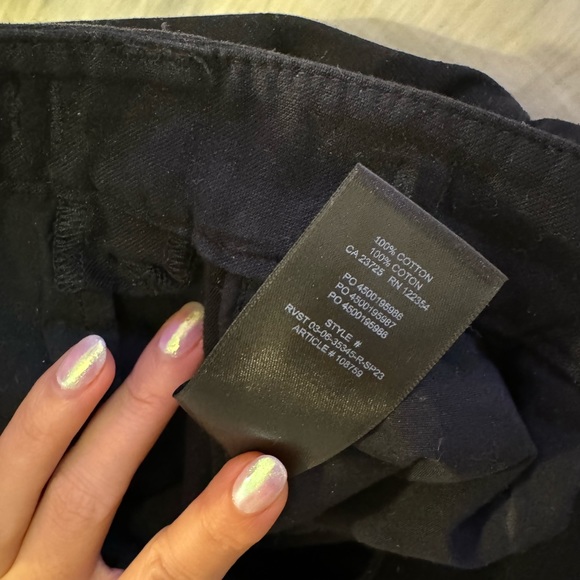 100% COTTON
100% COTON
CA 23725 RN 122354
PO 4500195986
PO 4500195987
PO 4500195988
STYLE #
RVST 03-06-35345-R-SP23
ARTICLE # 108759